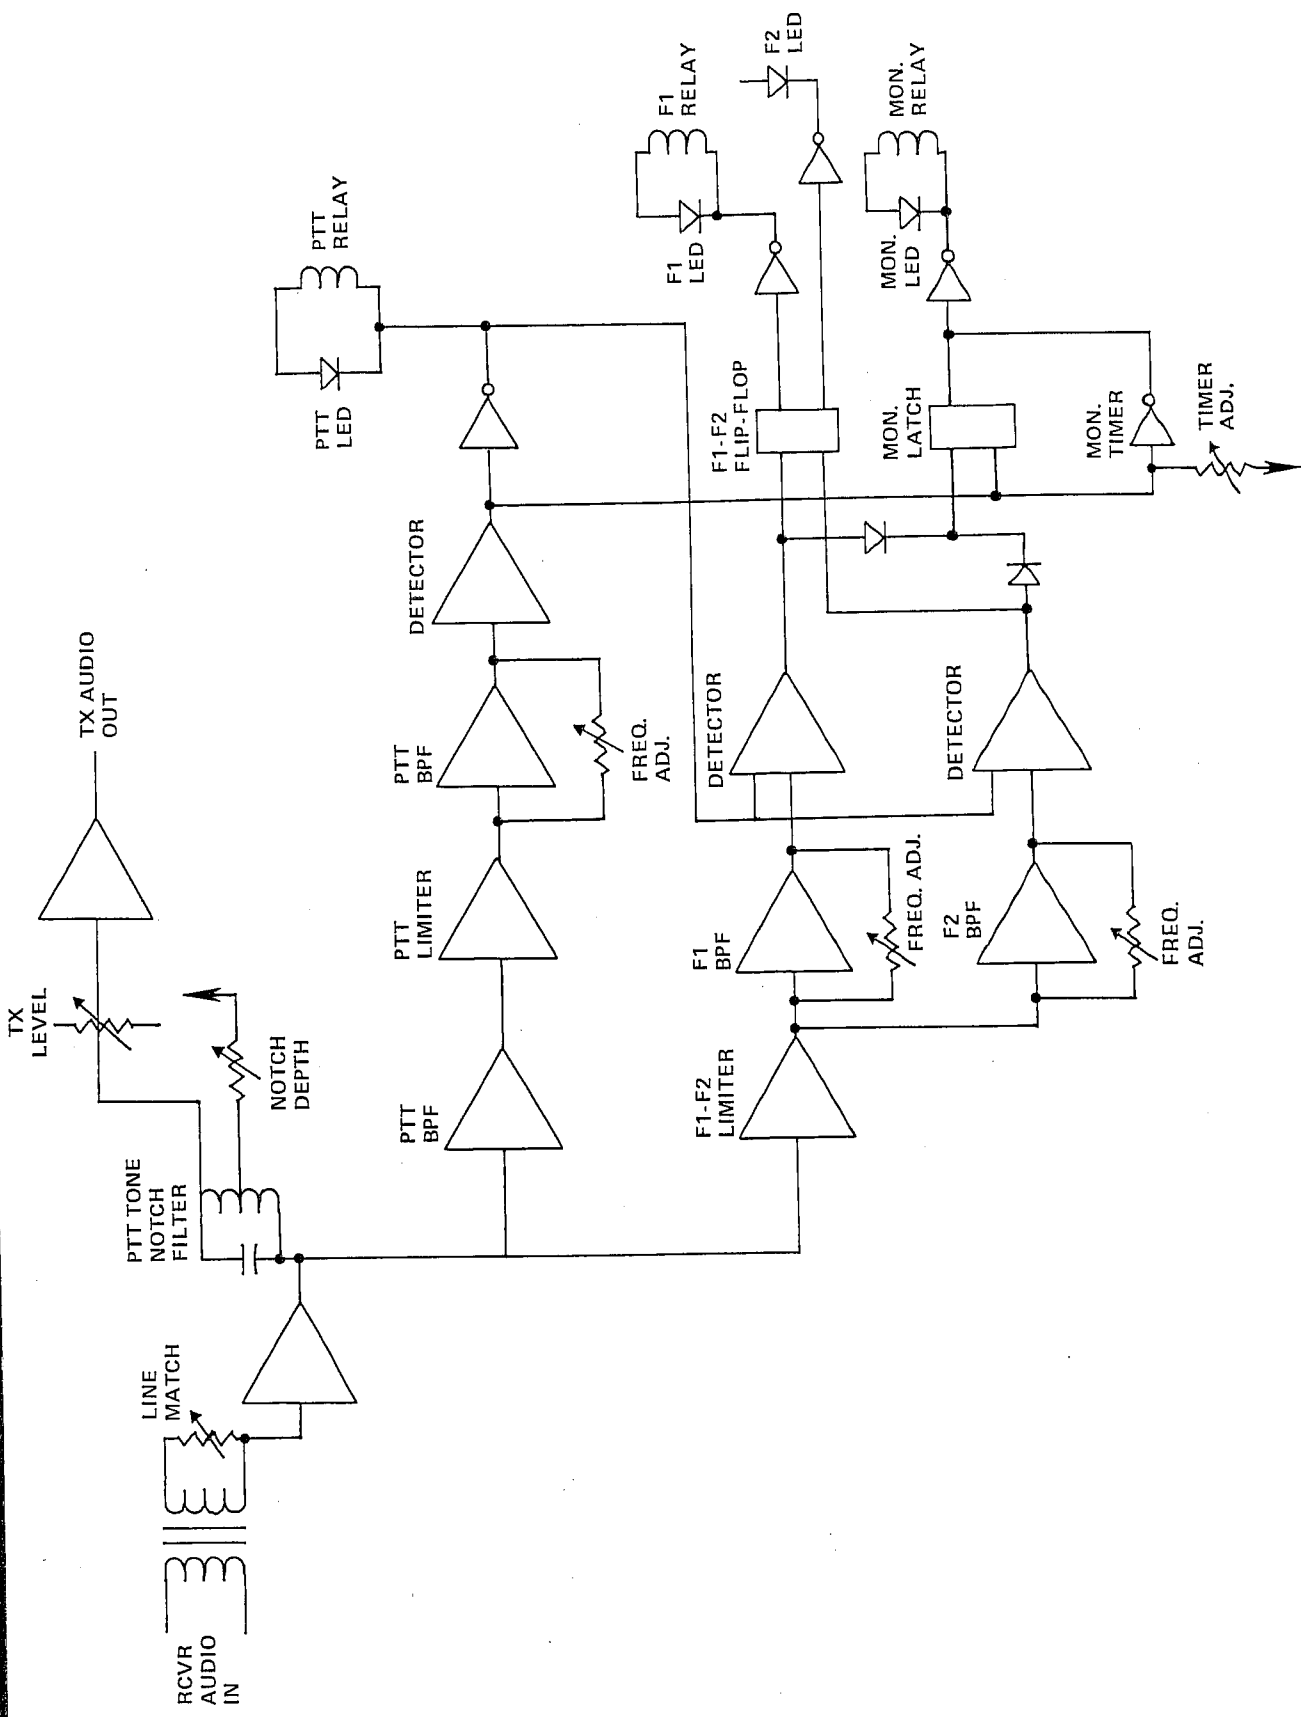 RCVR
AUDIO
IN
LINE
MATCH
PTT TONE
NOTCH
FILTER
NOTCH
DEPTH
TX
LEVEL
TX AUDIO
OUT
PTT
BPF
PTT
LIMITER
PTT
BPF
FREQ.
ADJ.
DETECTOR
PTT
LED
PTT
RELAY
F1-F2
LIMITER
F1
BPF
FREQ. ADJ.
DETECTOR
F1-F2
FLIP-FLOP
F1
LED
F1
RELAY
F2
LED
F2
BPF
FREQ.
ADJ.
DETECTOR
MON.
LATCH
MON.
LED
MON.
RELAY
MON.
TIMER
TIMER
ADJ.